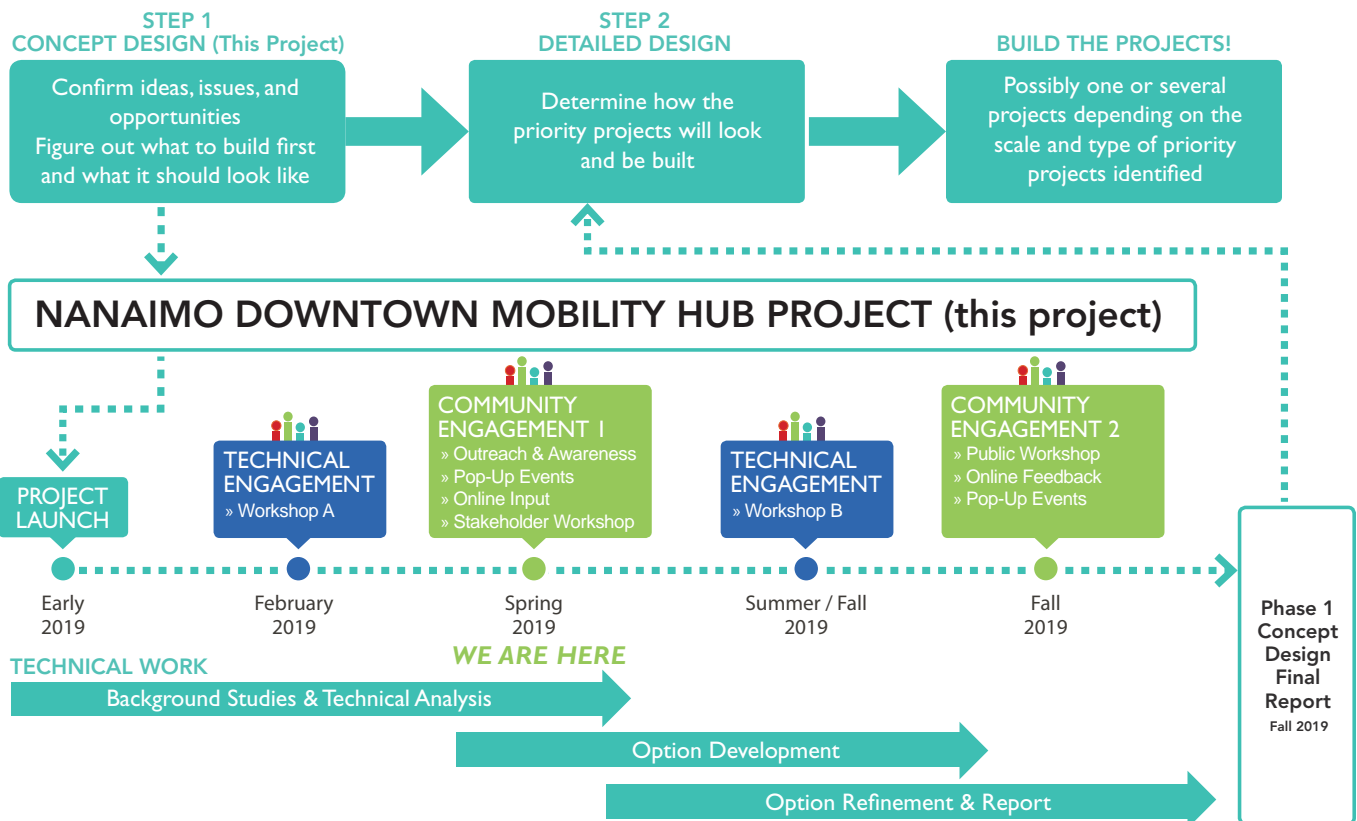 STEP 1
CONCEPT DESIGN (This Project)
Confirm ideas, issues, and
opportunities
Figure out what to build first
and what it should look like
STEP 2
DETAILED DESIGN
Determine how the
priority projects will look
and be built
BUILD THE PROJECTS!
Possibly one or several
projects depending on the
scale and type of priority
projects identified
NANAIMO DOWNTOWN MOBILITY HUB PROJECT (this project)
PROJECT
LAUNCH
Early
2019
TECHNICAL
ENGAGEMENT
» Workshop A
February
2019
COMMUNITY
ENGAGEMENT 1
» Outreach & Awareness
» Pop-Up Events
» Online Input
» Stakeholder Workshop
Spring
2019
WE ARE HERE
TECHNICAL
ENGAGEMENT
» Workshop B
Summer / Fall
2019
COMMUNITY
ENGAGEMENT 2
» Public Workshop
» Online Feedback
» Pop-Up Events
Fall
2019
Phase 1
Concept
Design
Final
Report
Fall 2019
TECHNICAL WORK
Background Studies & Technical Analysis
Option Development
Option Refinement & Report